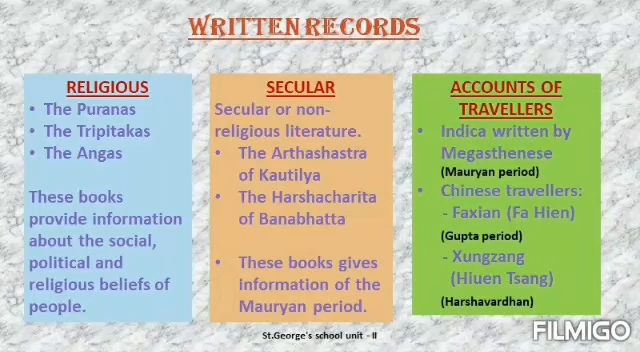 WRITTEN RECORDS
RELIGIOUS
• The Puranas
• The Tripitakas
• The Angas
These books
provide information
about the social,
political and
religious beliefs of
people.
SECULAR
Secular or non-
religious literature.
• The Arthashastra
of Kautilya
• The Harshacharita
of Banabhatta
• These books gives
information of the
Mauryan period.
ACCOUNTS OF
TRAVELLERS
• Indica written by
Megasthenese
(Mauryan period)
• Chinese travellers:
- Faxian (Fa Hien)
(Gupta period)
- Xungzang
(Hiuen Tsang)
(Harshavardhan)
St.George's school unit - II
FILMIGO